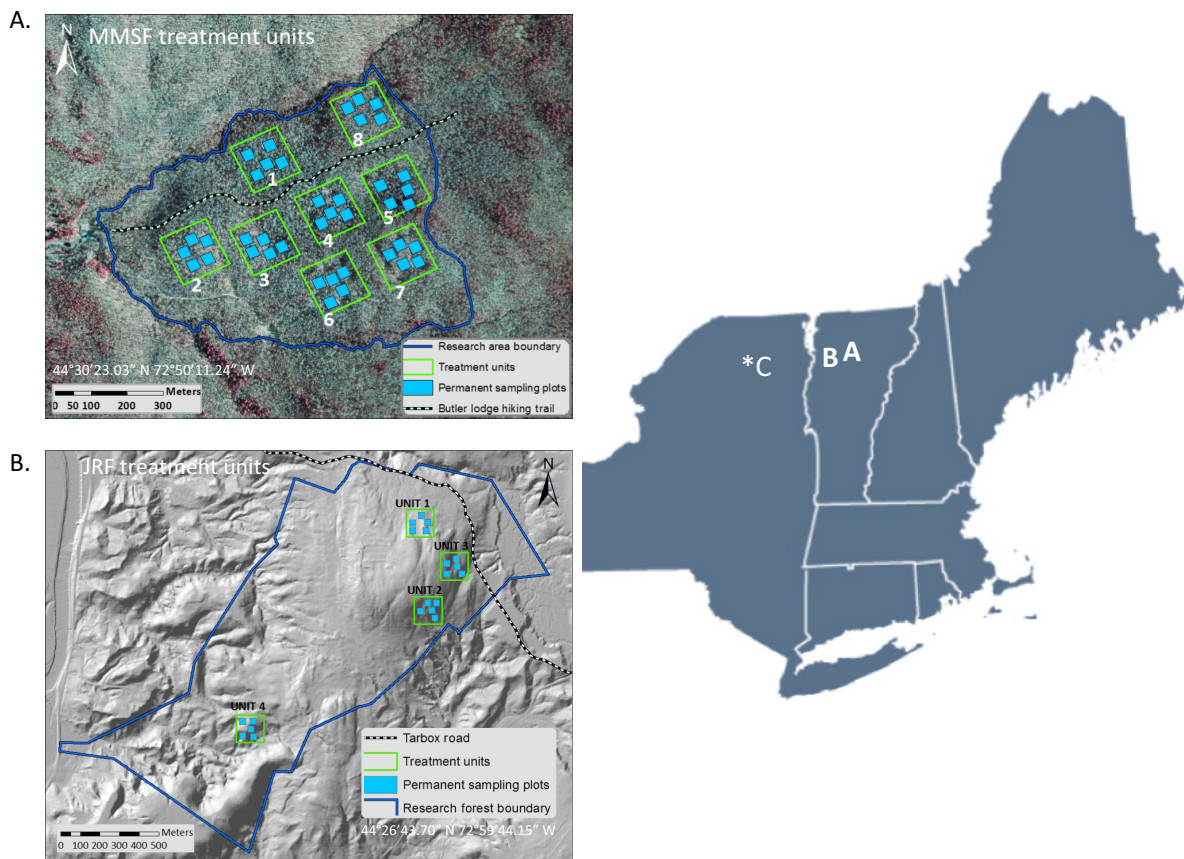 A.
N
MMSF treatment units
8
1
5
4
2
3
7
6
Research area boundary
Treatment units
Permanent sampling plots
Butler lodge hiking trail
44°30’23.03” N 72°50’11.24” W
Meters
0 50 100 200 300
B.
JRF treatment units
N
UNIT 1
UNIT 3
UNIT 2
UNIT 4
Tarbox road
Treatment units
Permanent sampling plots
Research forest boundary
44°26’43.70” N 72°59’44.15” W
Meters
0 100 200 300 400 500
*C
B
A